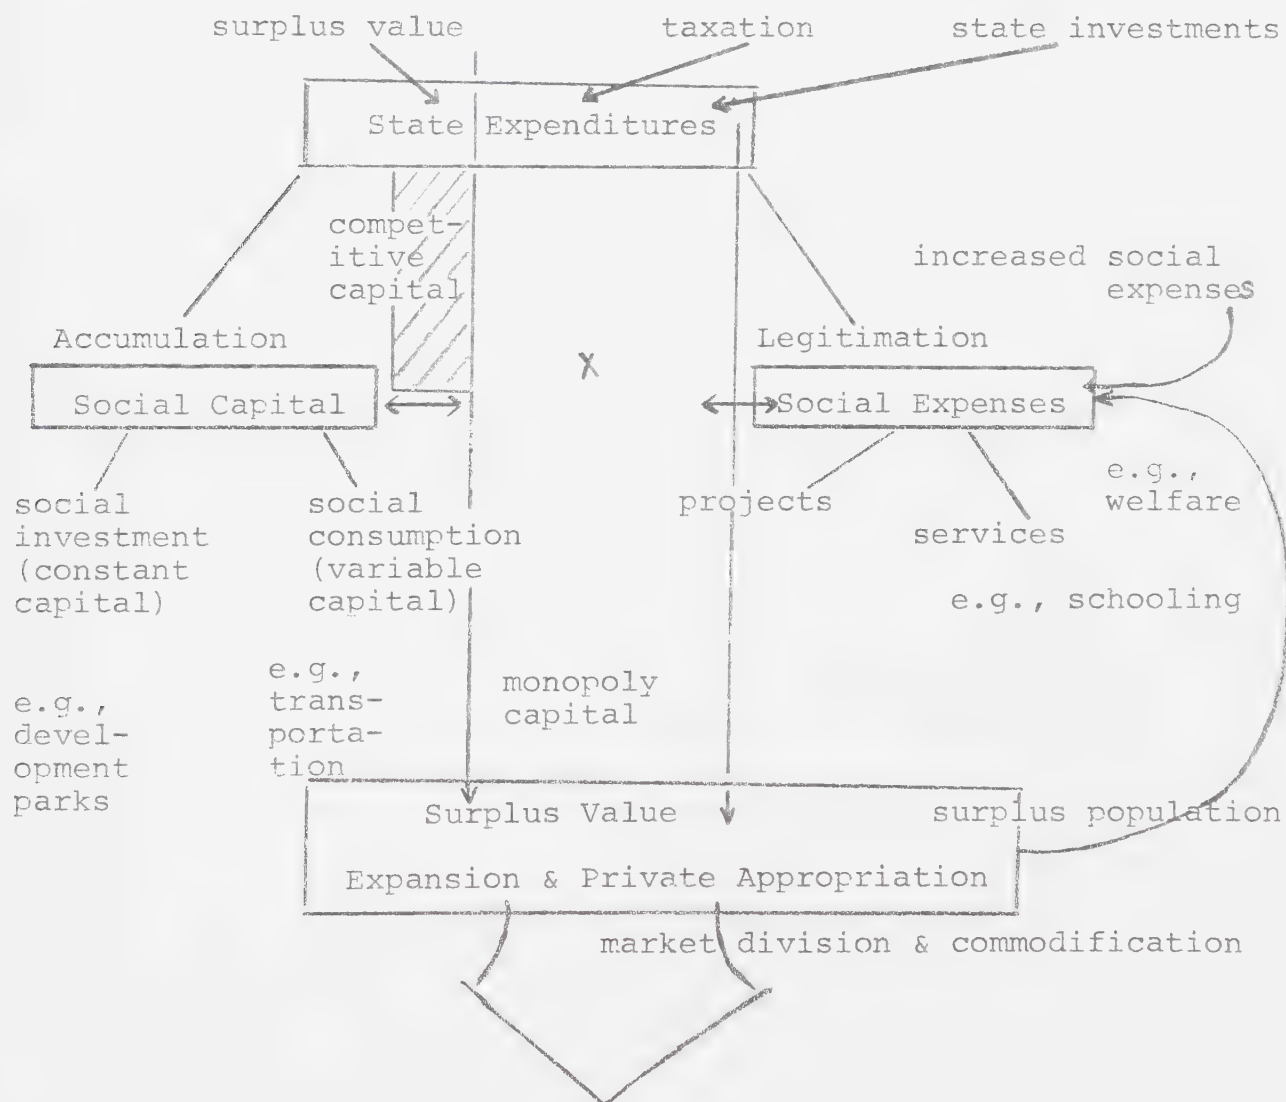 surplus value taxation state investments
State Expenditures
compet-
itive
capital
increased social
expenses
Accumulation
Legitimation
X
Social Capital
Social Expenses
e.g.,
welfare
projects
services
social
investment
(constant
capital)
social
consumption
(variable
capital)
e.g., schooling
e.g.,
trans-
porta-
tion
monopoly
capital
e.g.,
devel-
opment
parks
Surplus Value
surplus population
Expansion & Private Appropriation
market division & commodification